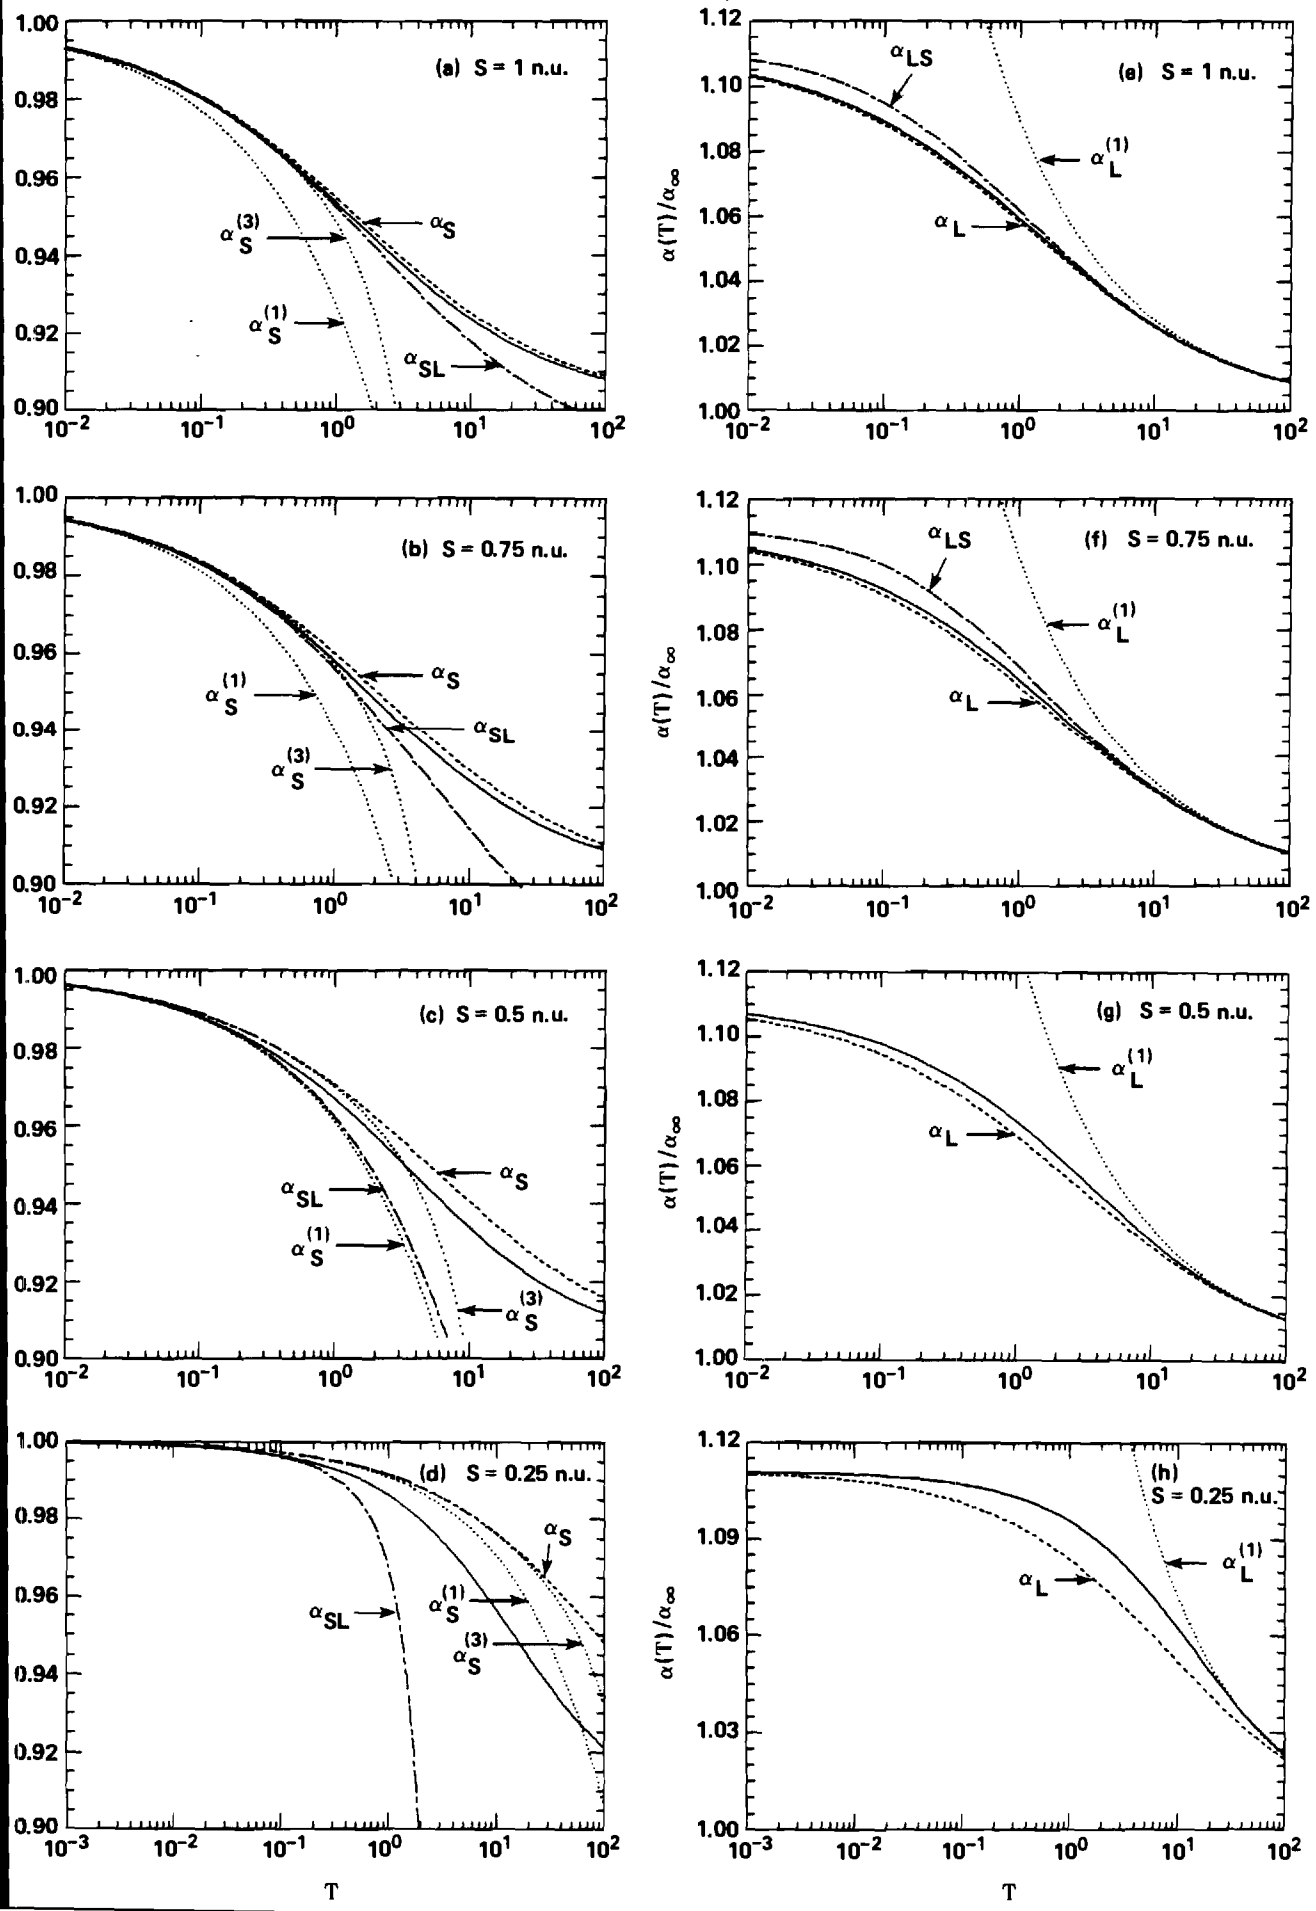 1.00
0.98
0.96
0.94
0.92
0.90
(a) S = 1 n.u.
α_S
α_S^(3)
α_S^(1)
α_SL
10^-2 10^-1 10^0 10^1 10^2
1.12
1.10
1.08
1.06
1.04
1.02
1.00
α(T)/α_∞
(e) S = 1 n.u.
α_LS
α_L^(1)
α_L
10^-2 10^-1 10^0 10^1 10^2
1.00
0.98
0.96
0.94
0.92
0.90
(b) S = 0.75 n.u.
α_S
α_S^(1)
α_SL
α_S^(3)
10^-2 10^-1 10^0 10^1 10^2
1.12
1.10
1.08
1.06
1.04
1.02
1.00
α(T)/α_∞
(f) S = 0.75 n.u.
α_LS
α_L^(1)
α_L
10^-2 10^-1 10^0 10^1 10^2
1.00
0.98
0.96
0.94
0.92
0.90
(c) S = 0.5 n.u.
α_S
α_SL
α_S^(1)
α_S^(3)
10^-2 10^-1 10^0 10^1 10^2
1.12
1.10
1.08
1.06
1.04
1.02
1.00
α(T)/α_∞
(g) S = 0.5 n.u.
α_L^(1)
α_L
10^-2 10^-1 10^0 10^1 10^2
1.00
0.98
0.96
0.94
0.92
0.90
(d) S = 0.25 n.u.
α_S
α_S^(1)
α_SL
α_S^(3)
10^-3 10^-2 10^-1 10^0 10^1 10^2
T
1.12
1.09
1.06
1.03
1.00
α(T)/α_∞
(h)
S = 0.25 n.u.
α_L^(1)
α_L
10^-3 10^-2 10^-1 10^0 10^1 10^2
T